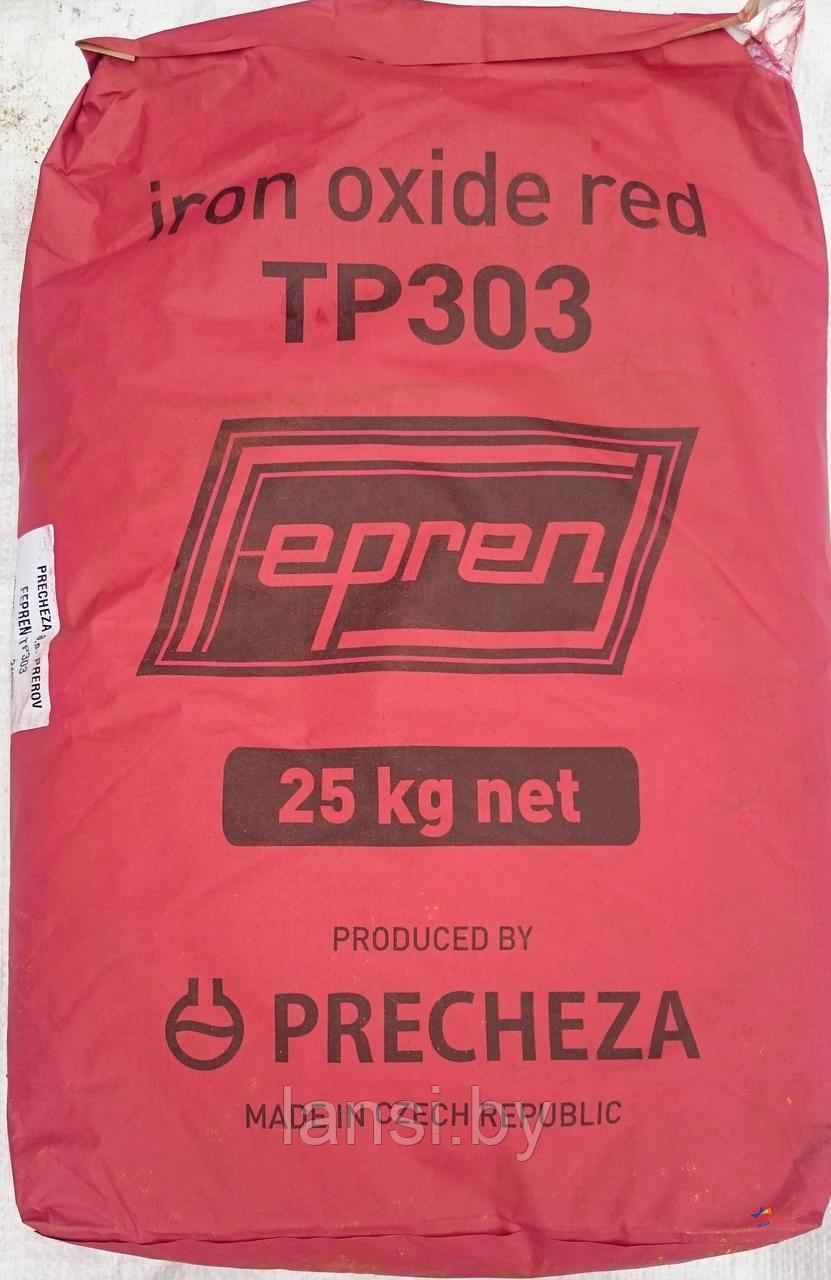 iron oxide red
TP303
Fepren
25 kg net
PRODUCED BY
PRECHEZA
MADE IN CZECH REPUBLIC
lansi.by
PRECHEZA a.s. PREROV
FEPREN TP303